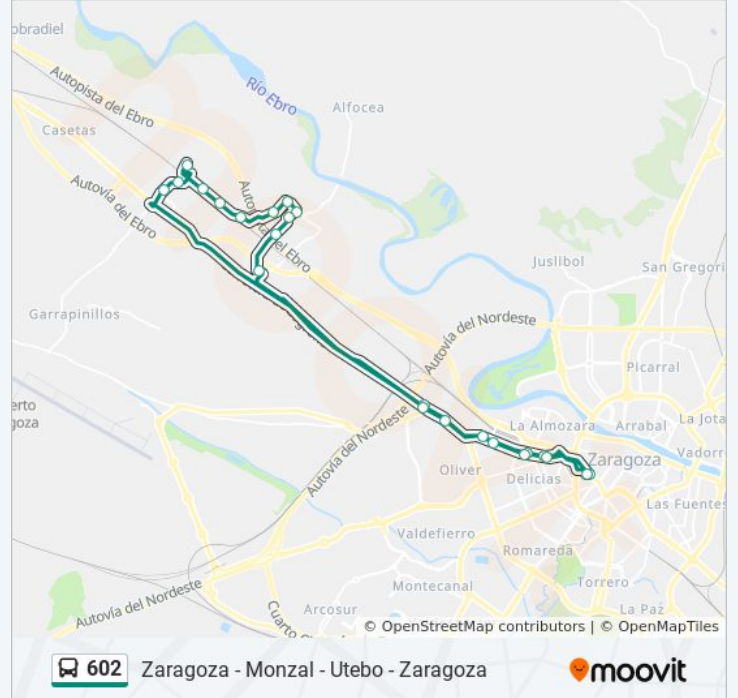 obradiel
Autopista del Ebro
Río Ebro
Alfocea
Casetas
Autovía del Ebro
del Ebro
Juslibol
San Gregori
Garrapinillos
Autovía del Nordeste
Picarral
erto
goza
Autovía del Nordeste
La Almozara
Arrabal
La Jota
Zaragoza
Vadorr
Oliver
Delicias
Las Fuentes
Valdefierro
Romareda
Montecanal
Torrero
Autovía del Nordeste
Cuarto
Arcosur
La Paz
© OpenStreetMap contributors | © OpenMapTiles
602 Zaragoza - Monzal - Utebo - Zaragoza
moovit